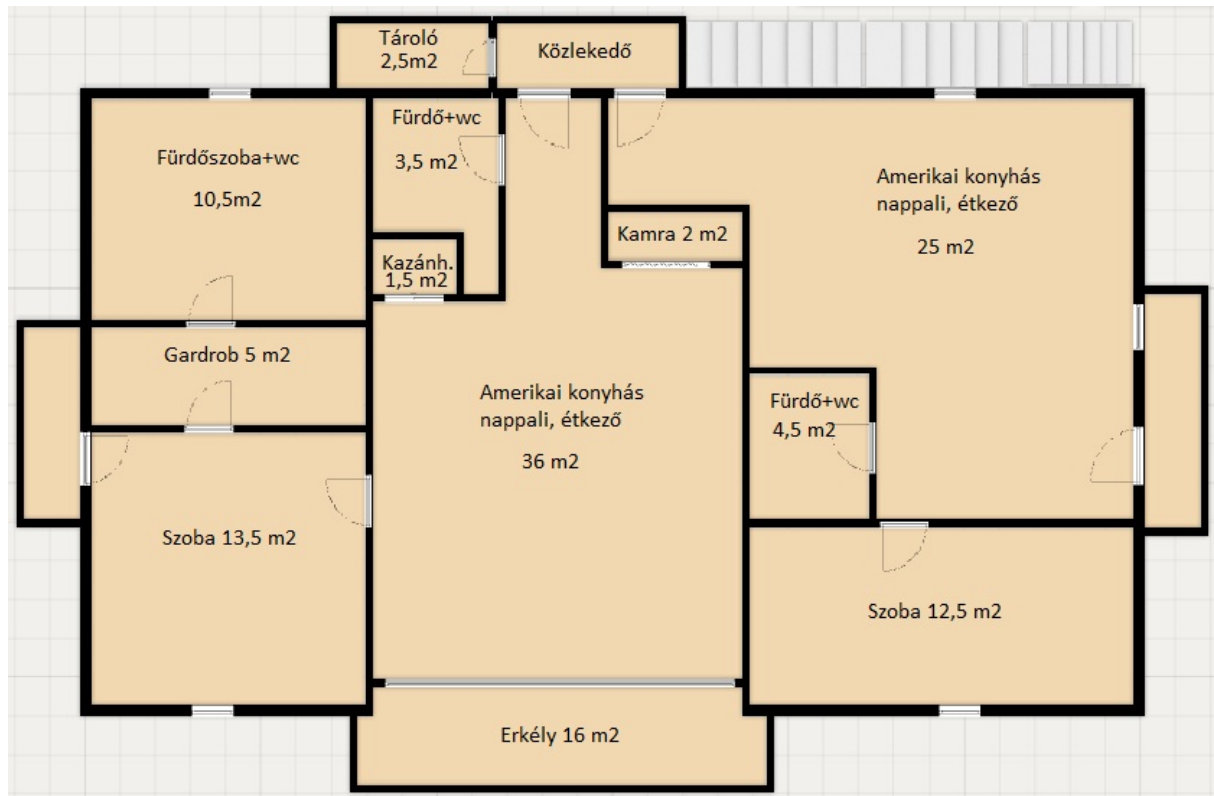 Tároló
2,5m2
Közlekedő
Fürdő+wc
3,5 m2
Fürdőszoba+wc
10,5m2
Amerikai konyhás
nappali, étkező
25 m2
Kamra 2 m2
Kazánh.
1,5 m2
Gardrob 5 m2
Amerikai konyhás
nappali, étkező
36 m2
Fürdő+wc
4,5 m2
Szoba 13,5 m2
Szoba 12,5 m2
Erkély 16 m2